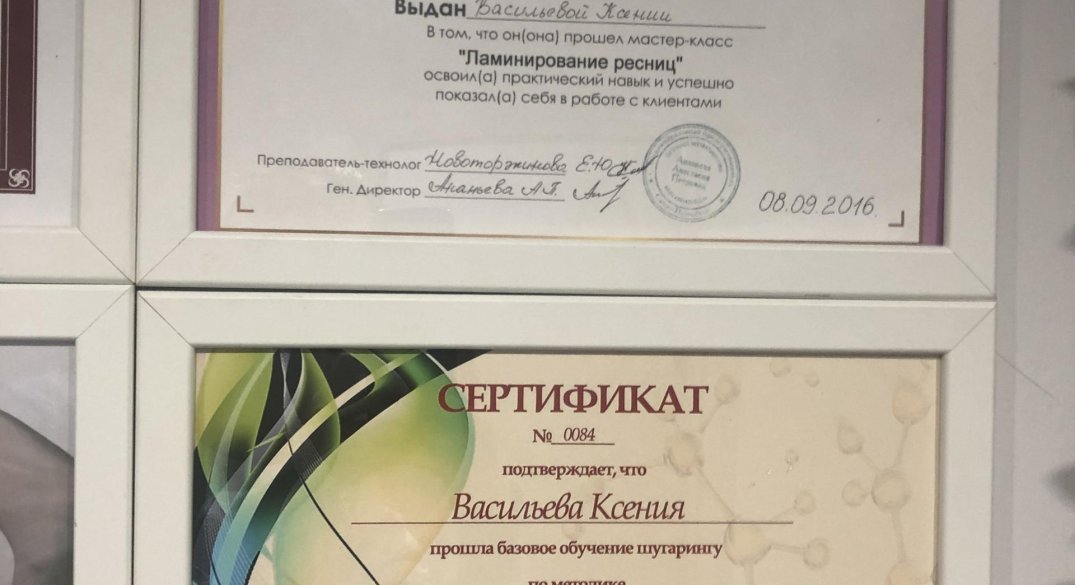 Выдан Васильевой Ксении
В том, что он(она) прошел мастер-класс
"Ламинирование ресниц"
освоил(а) практический навык и успешно
показал(а) себя в работе с клиентами
Преподаватель-технолог Новоторжинова Е.Ю
Ген. Директор Ананьева А.П.
08.09.2016.
СЕРТИФИКАТ
№ 0084
подтверждает, что
Васильева Ксения
прошла базовое обучение шугарингу
по методике